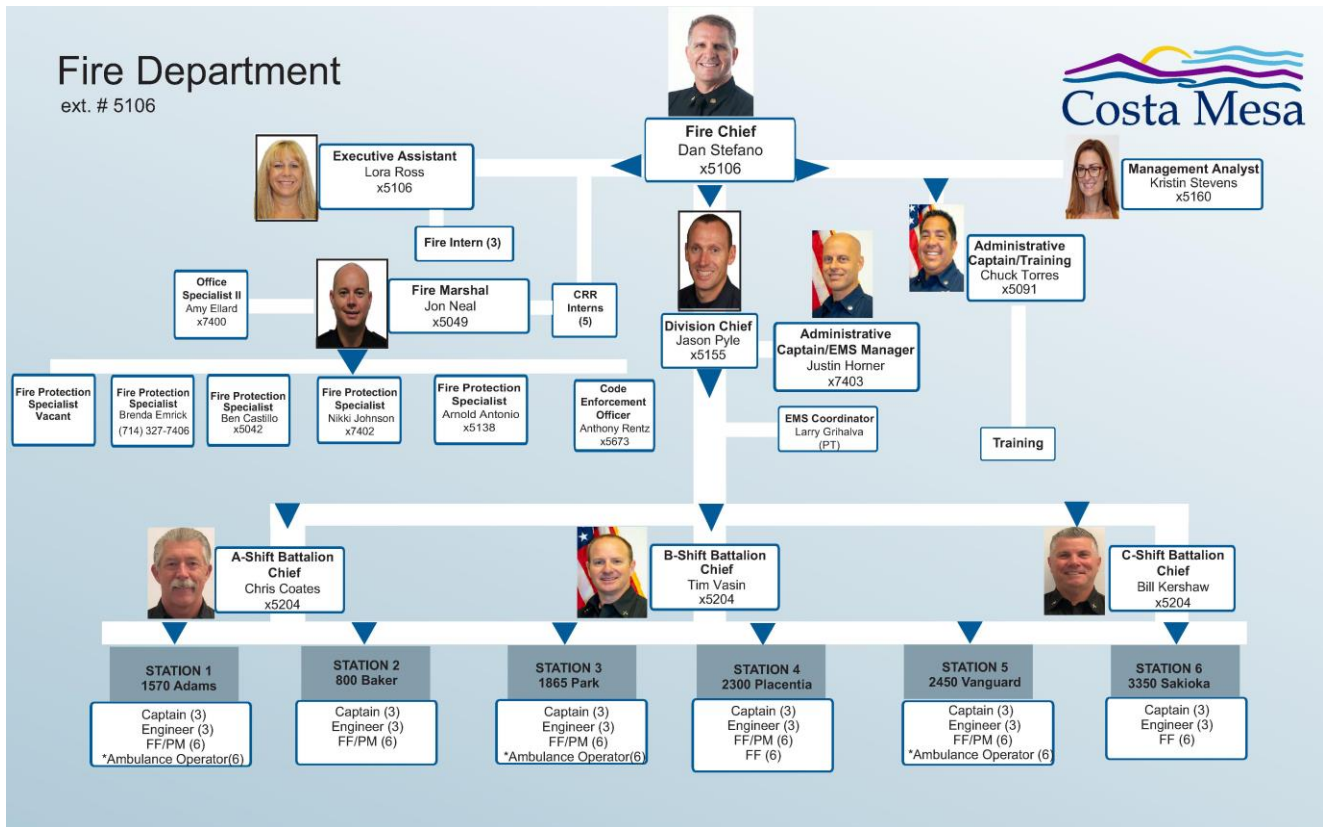 Fire Department
ext. # 5106
Costa Mesa
Fire Chief
Dan Stefano
x5106
Executive Assistant
Lora Ross
x5106
Management Analyst
Kristin Stevens
x5160
Fire Intern (3)
Administrative
Captain/Training
Chuck Torres
x5091
Office
Specialist II
Amy Ellard
x7400
Fire Marshal
Jon Neal
x5049
CRR
Interns
(5)
Division Chief
Jason Pyle
x5155
Administrative
Captain/EMS Manager
Justin Horner
x7403
Fire Protection
Specialist
Vacant
Fire Protection
Specialist
Brenda Emrick
(714) 327-7406
Fire Protection
Specialist
Ben Castillo
x5042
Fire Protection
Specialist
Nikki Johnson
x7402
Fire Protection
Specialist
Arnold Antonio
x5138
Code
Enforcement
Officer
Anthony Rentz
x5673
EMS Coordinator
Larry Grihalva
(PT)
Training
A-Shift Battalion
Chief
Chris Coates
x5204
B-Shift Battalion
Chief
Tim Vasin
x5204
C-Shift Battalion
Chief
Bill Kershaw
x5204
STATION 1
1570 Adams
Captain (3)
Engineer (3)
FF/PM (6)
*Ambulance Operator(6)
STATION 2
800 Baker
Captain (3)
Engineer (3)
FF/PM (6)
STATION 3
1865 Park
Captain (3)
Engineer (3)
FF/PM (6)
*Ambulance Operator(6)
STATION 4
2300 Placentia
Captain (3)
Engineer (3)
FF/PM (6)
FF (6)
STATION 5
2450 Vanguard
Captain (3)
Engineer (3)
FF/PM (6)
*Ambulance Operator (6)
STATION 6
3350 Sakioka
Captain (3)
Engineer (3)
FF (6)